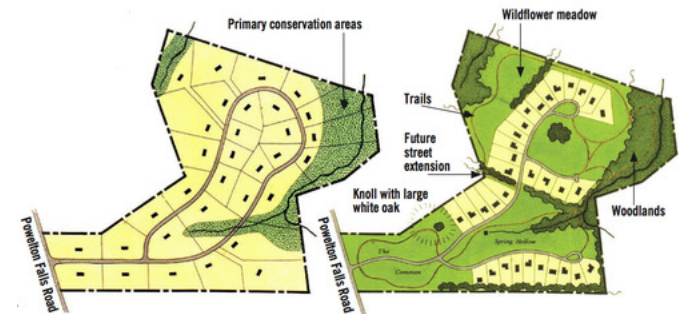 Wildflower meadow
Primary conservation areas
Trails
Future
street
extension
Knoll with large
white oak
Woodlands
Powelton Falls Road
Powelton Falls Road
The
Common
Spring Hollow